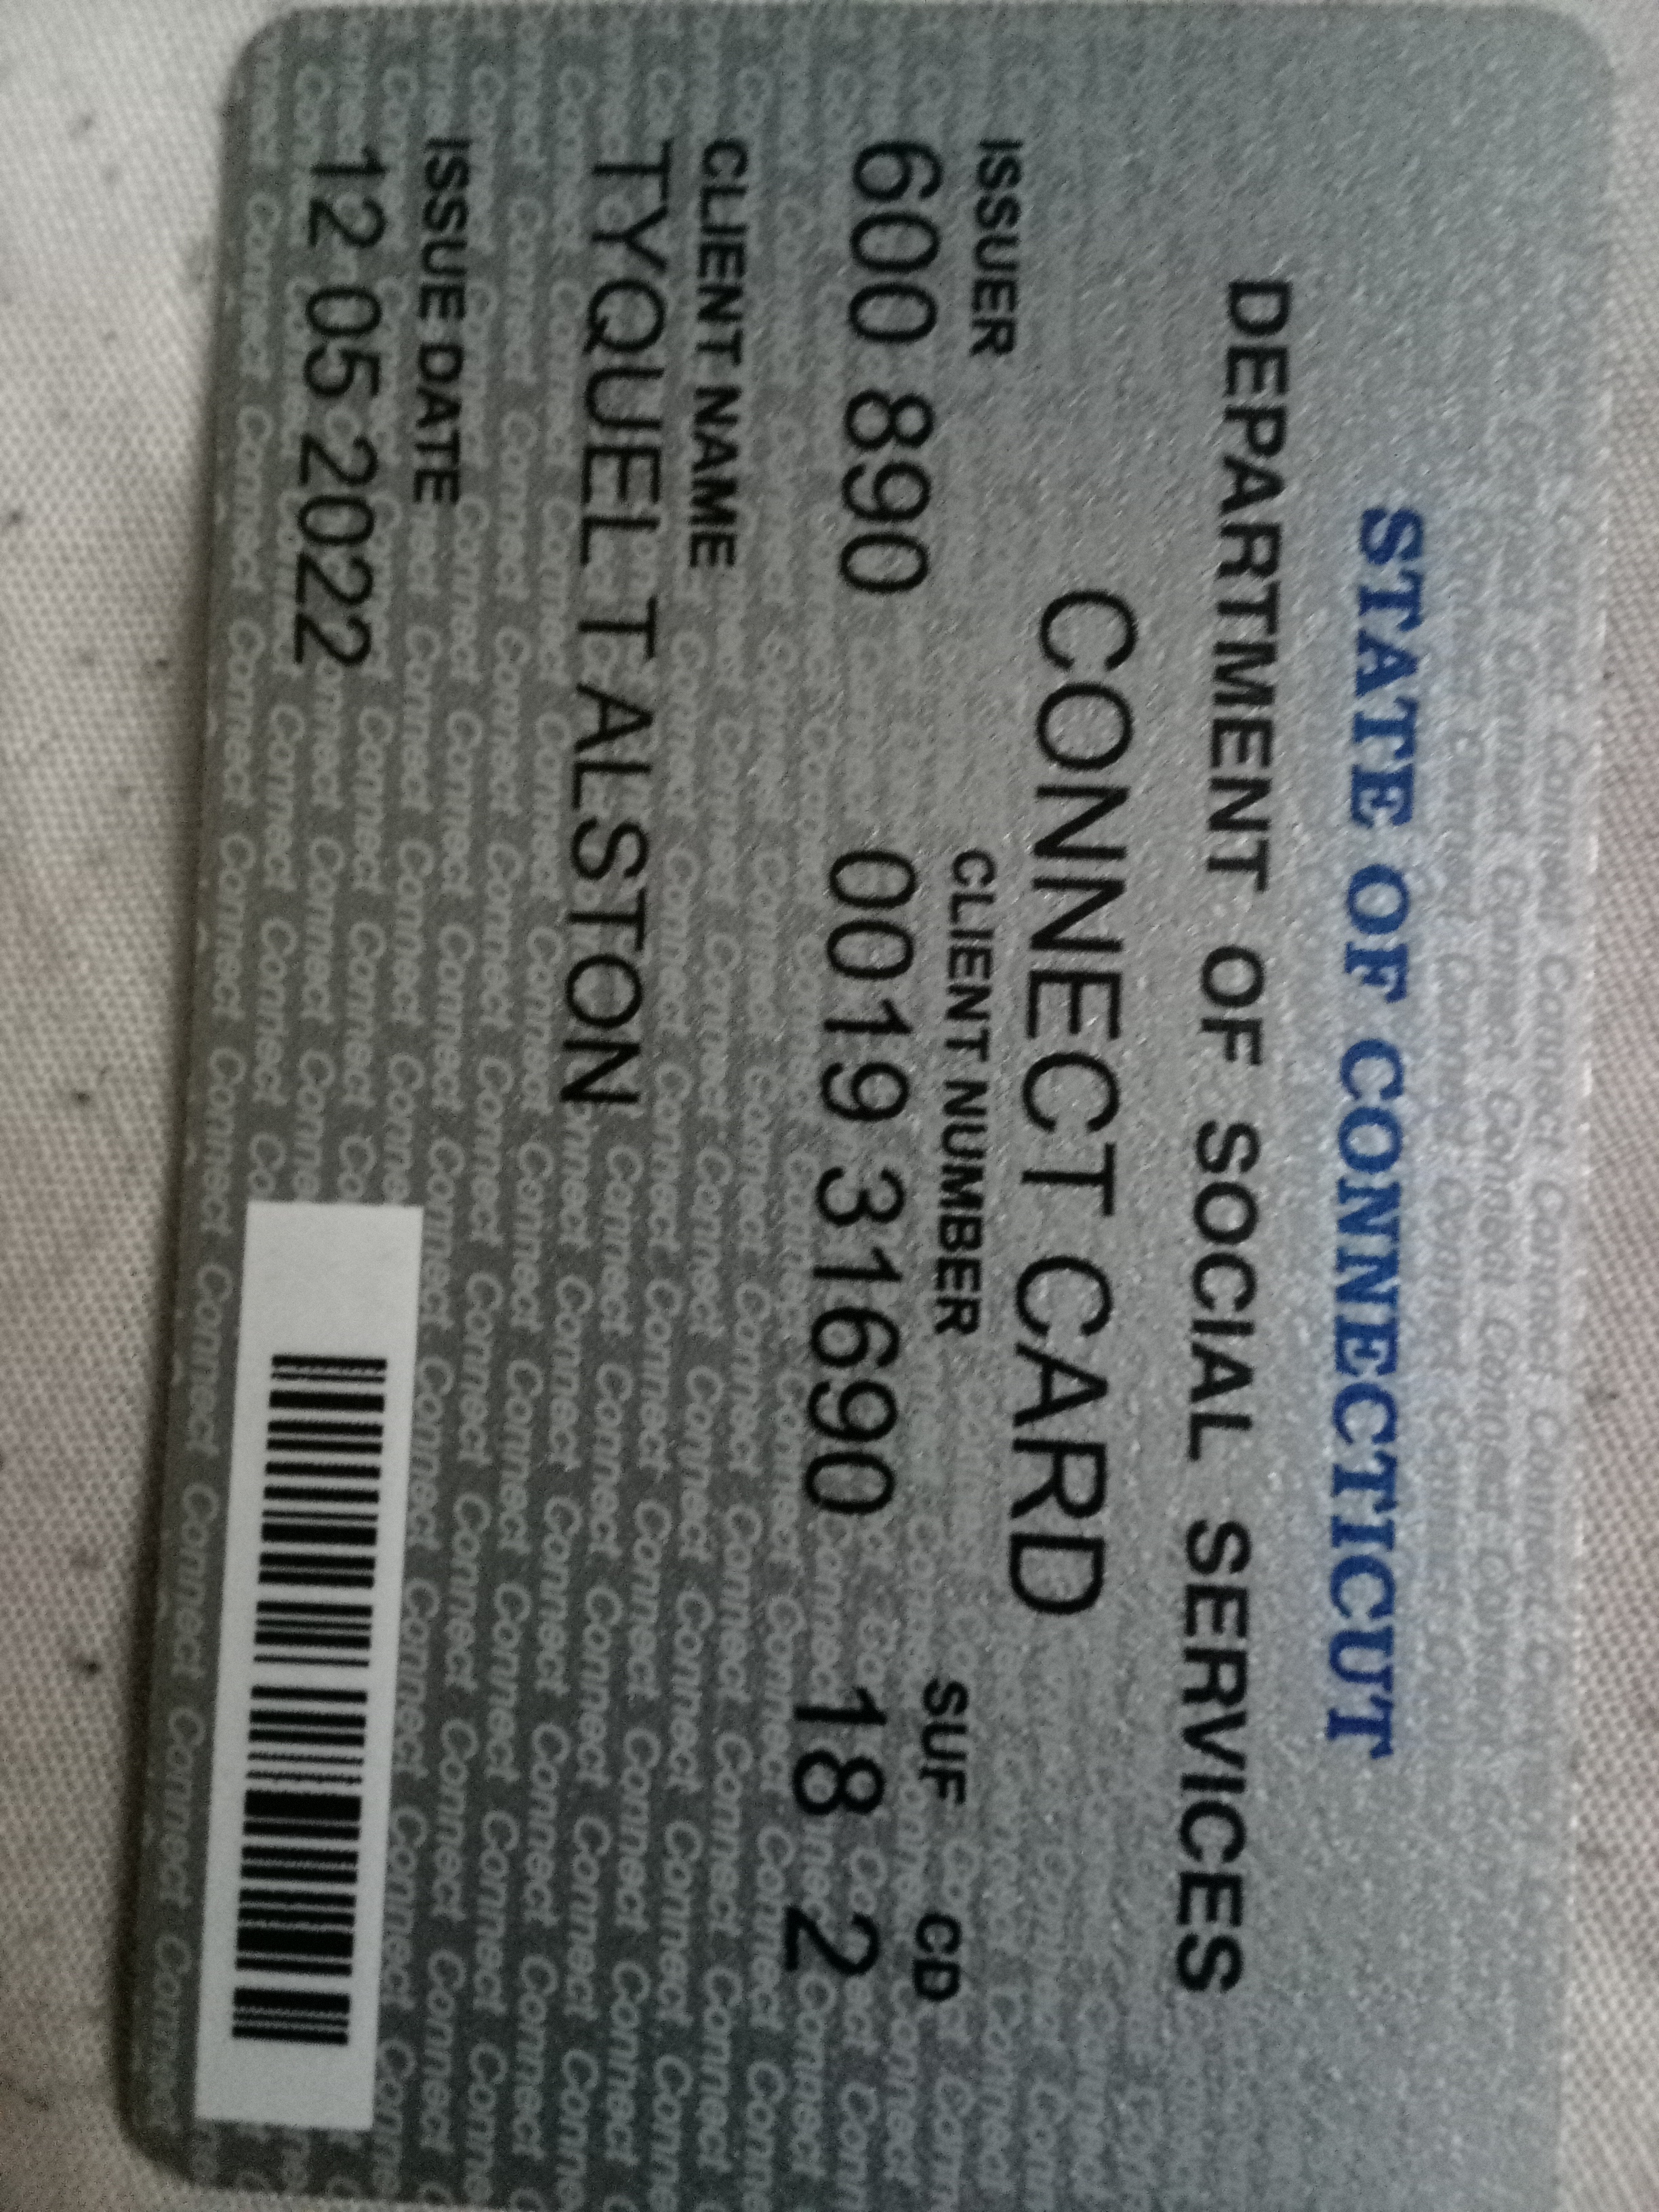 STATE OF CONNECTICUT
DEPARTMENT OF SOCIAL SERVICES
CONNECT CARD
ISSUER CLIENT NUMBER SUF CD
600 890 0019 31690 18 2
CLIENT NAME
TYQUEL T ALSTON
ISSUE DATE
12 05 2022